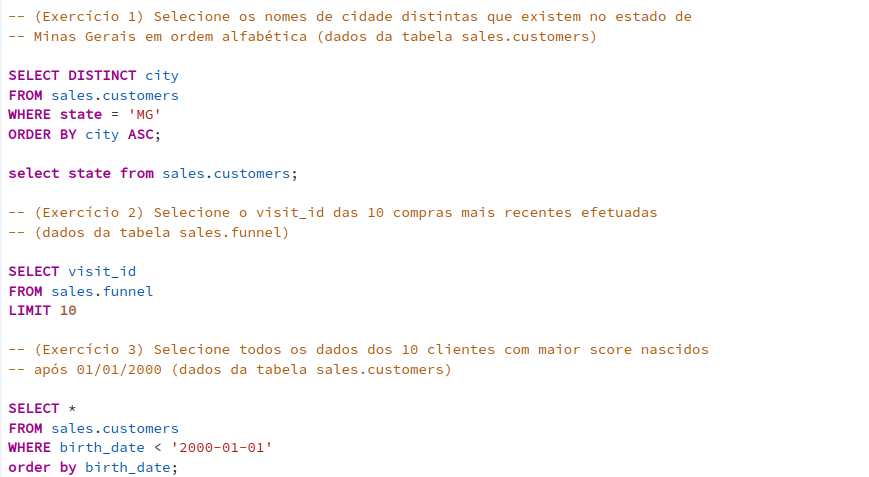 -- (Exercício 1) Selecione os nomes de cidade distintas que existem no estado de
-- Minas Gerais em ordem alfabética (dados da tabela sales.customers)
SELECT DISTINCT city
FROM sales.customers
WHERE state = 'MG'
ORDER BY city ASC;
select state from sales.customers;
-- (Exercício 2) Selecione o visit_id das 10 compras mais recentes efetuadas
-- (dados da tabela sales.funnel)
SELECT visit_id
FROM sales.funnel
LIMIT 10
-- (Exercício 3) Selecione todos os dados dos 10 clientes com maior score nascidos
-- após 01/01/2000 (dados da tabela sales.customers)
SELECT *
FROM sales.customers
WHERE birth_date < '2000-01-01'
order by birth_date;